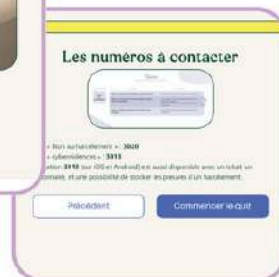 Les numéros à contacter
« Non au harcèlement » : 3020
« cyberviolences » : 3018
3018 (sur iOS et Android) est aussi disponible avec un tchat, un
et une possibilité de stocker les preuves d'un harcèlement.
Précédent
Commencer le quiz